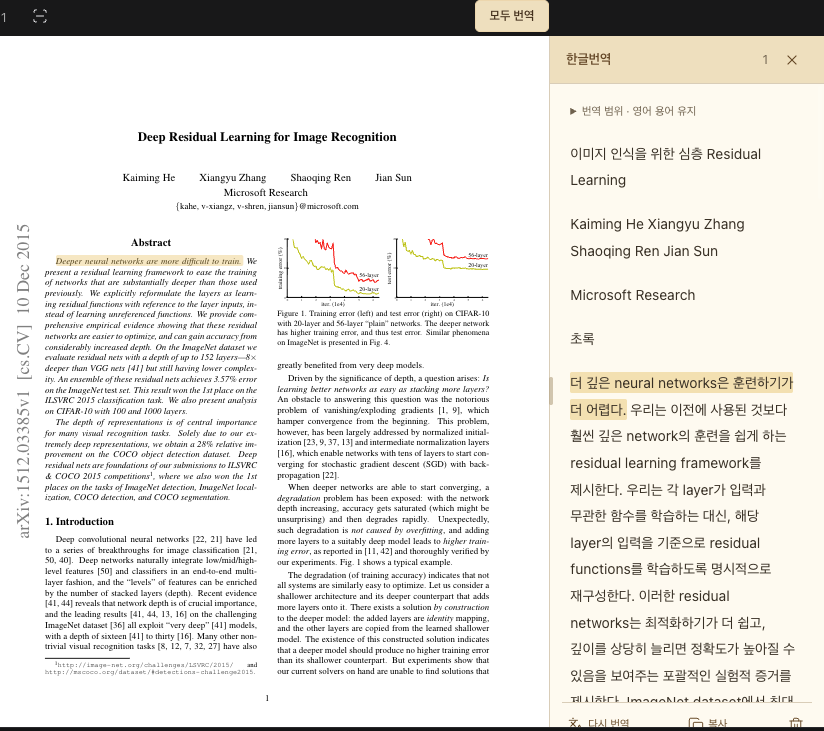 1
모두 번역
Deep Residual Learning for Image Recognition
Kaiming He Xiangyu Zhang Shaoqing Ren Jian Sun
Microsoft Research
{kahe, v-xiangz, v-shren, jiansun}@microsoft.com
arXiv:1512.03385v1 [cs.CV] 10 Dec 2015
Abstract
Deeper neural networks are more difficult to train. We
present a residual learning framework to ease the training
of networks that are substantially deeper than those used
previously. We explicitly reformulate the layers as learn-
ing residual functions with reference to the layer inputs, in-
stead of learning unreferenced functions. We provide com-
prehensive empirical evidence showing that these residual
networks are easier to optimize, and can gain accuracy from
considerably increased depth. On the ImageNet dataset we
evaluate residual nets with a depth of up to 152 layers—8×
deeper than VGG nets [41] but still having lower complex-
ity. An ensemble of these residual nets achieves 3.57% error
on the ImageNet test set. This result won the 1st place on the
ILSVRC 2015 classification task. We also present analysis
on CIFAR-10 with 100 and 1000 layers.
The depth of representations is of central importance
for many visual recognition tasks. Solely due to our ex-
tremely deep representations, we obtain a 28% relative im-
provement on the COCO object detection dataset. Deep
residual nets are foundations of our submissions to ILSVRC
& COCO 2015 competitions1, where we also won the 1st
places on the tasks of ImageNet detection, ImageNet local-
ization, COCO detection, and COCO segmentation.
1. Introduction
Deep convolutional neural networks [22, 21] have led
to a series of breakthroughs for image classification [21,
50, 40]. Deep networks naturally integrate low/mid/high-
level features [50] and classifiers in an end-to-end multi-
layer fashion, and the “levels” of features can be enriched
by the number of stacked layers (depth). Recent evidence
[41, 44] reveals that network depth is of crucial importance,
and the leading results [41, 44, 13, 16] on the challenging
ImageNet dataset [36] all exploit “very deep” [41] models,
with a depth of sixteen [41] to thirty [16]. Many other non-
trivial visual recognition tasks [8, 12, 7, 32, 27] have also
1http://image-net.org/challenges/LSVRC/2015/ and
http://mscoco.org/dataset/#detections-challenge2015.
training error (%)
56-layer
20-layer
iter. (1e4)
test error (%)
56-layer
20-layer
iter. (1e4)
Figure 1. Training error (left) and test error (right) on CIFAR-10
with 20-layer and 56-layer “plain” networks. The deeper network
has higher training error, and thus test error. Similar phenomena
on ImageNet is presented in Fig. 4.
greatly benefited from very deep models.
Driven by the significance of depth, a question arises: Is
learning better networks as easy as stacking more layers?
An obstacle to answering this question was the notorious
problem of vanishing/exploding gradients [1, 9], which
hamper convergence from the beginning. This problem,
however, has been largely addressed by normalized initial-
ization [23, 9, 37, 13] and intermediate normalization layers
[16], which enable networks with tens of layers to start con-
verging for stochastic gradient descent (SGD) with back-
propagation [22].
When deeper networks are able to start converging, a
degradation problem has been exposed: with the network
depth increasing, accuracy gets saturated (which might be
unsurprising) and then degrades rapidly. Unexpectedly,
such degradation is not caused by overfitting, and adding
more layers to a suitably deep model leads to higher train-
ing error, as reported in [11, 42] and thoroughly verified by
our experiments. Fig. 1 shows a typical example.
The degradation (of training accuracy) indicates that not
all systems are similarly easy to optimize. Let us consider a
shallower architecture and its deeper counterpart that adds
more layers onto it. There exists a solution by construction
to the deeper model: the added layers are identity mapping,
and the other layers are copied from the learned shallower
model. The existence of this constructed solution indicates
that a deeper model should produce no higher training error
than its shallower counterpart. But experiments show that
our current solvers on hand are unable to find solutions that
1
한글번역 1
▶ 번역 범위 · 영어 용어 유지
이미지 인식을 위한 심층 Residual
Learning
Kaiming He Xiangyu Zhang
Shaoqing Ren Jian Sun
Microsoft Research
초록
더 깊은 neural networks은 훈련하기가
더 어렵다. 우리는 이전에 사용된 것보다
훨씬 깊은 network의 훈련을 쉽게 하는
residual learning framework를
제시한다. 우리는 각 layer가 입력과
무관한 함수를 학습하는 대신, 해당
layer의 입력을 기준으로 residual
functions를 학습하도록 명시적으로
재구성한다. 이러한 residual
networks는 최적화하기가 더 쉽고,
깊이를 상당히 늘리면 정확도가 높아질 수
있음을 보여주는 포괄적인 실험적 증거를
제시한다. ImageNet dataset에서 최대
다시 번역 복사